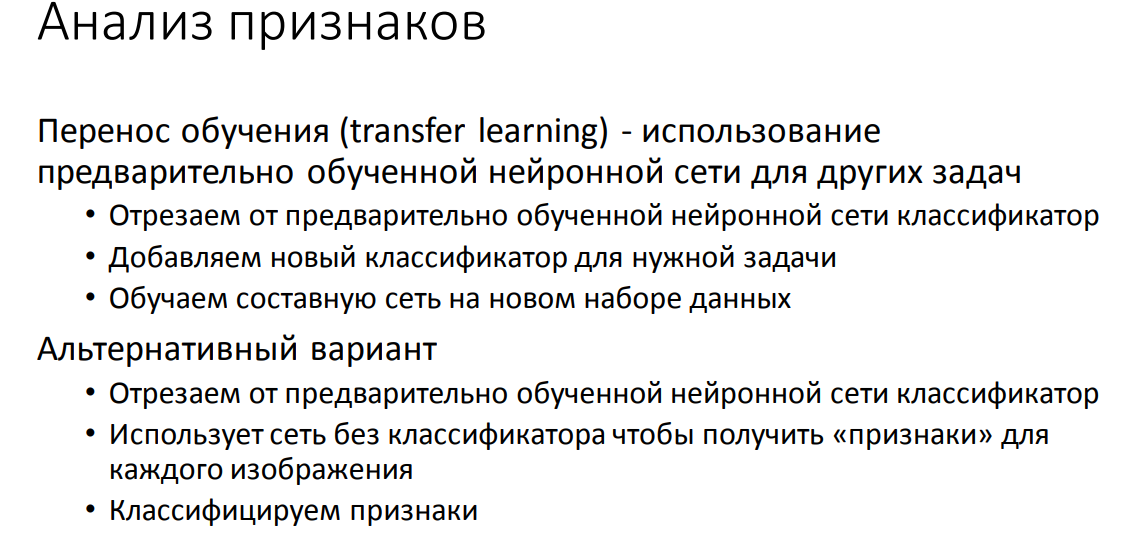 Анализ признаков
Перенос обучения (transfer learning) - использование
предварительно обученной нейронной сети для других задач
• Отрезаем от предварительно обученной нейронной сети классификатор
• Добавляем новый классификатор для нужной задачи
• Обучаем составную сеть на новом наборе данных
Альтернативный вариант
• Отрезаем от предварительно обученной нейронной сети классификатор
• Использует сеть без классификатора чтобы получить «признаки» для
каждого изображения
• Классифицируем признаки